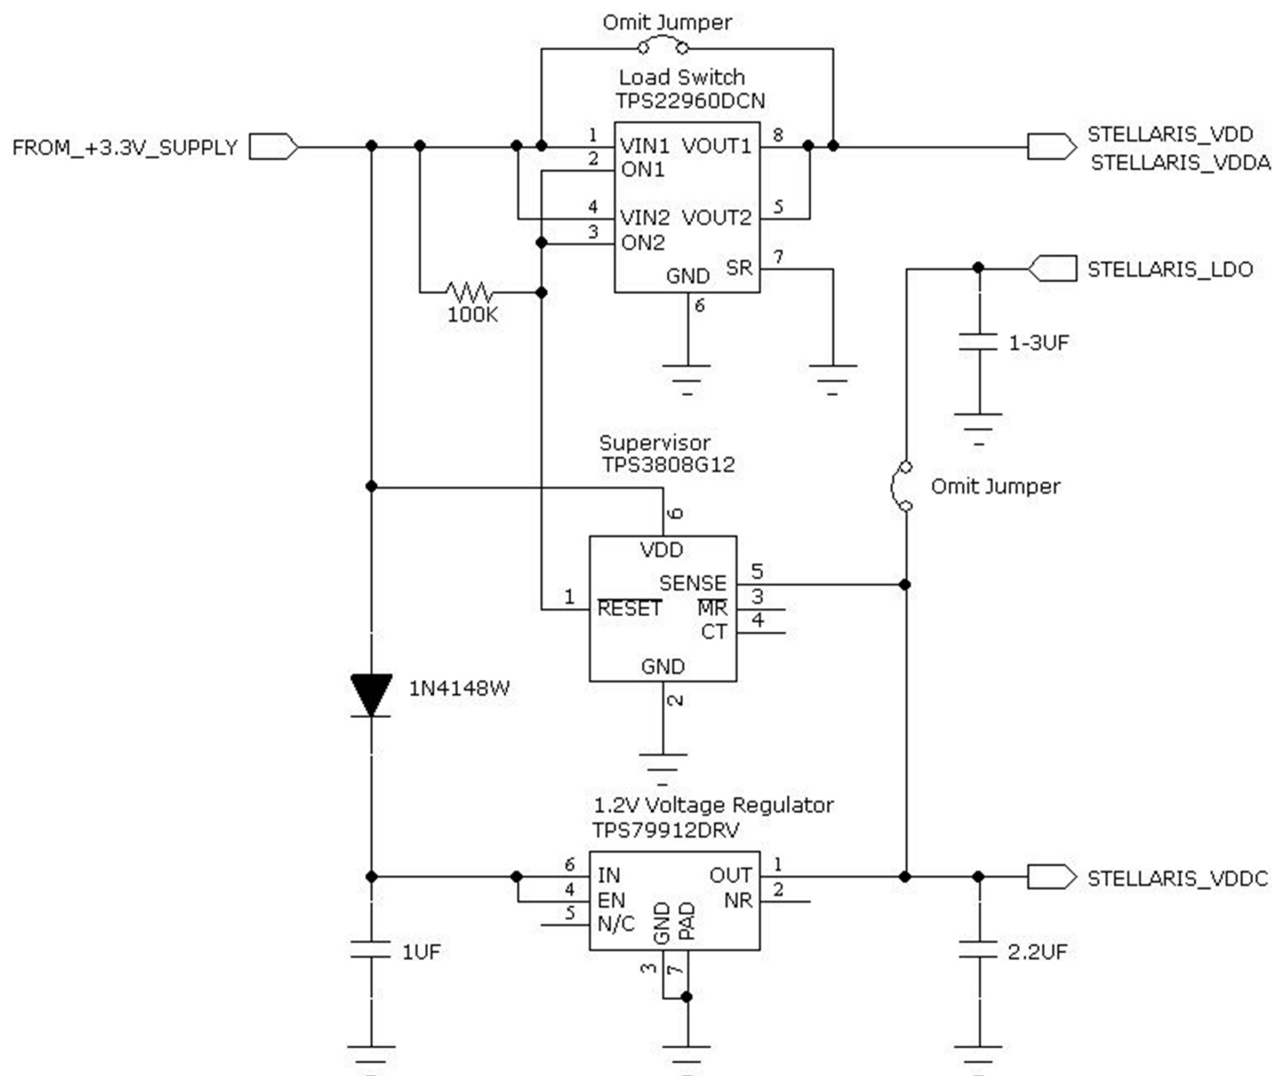 Omit Jumper
Load Switch
TPS22960DCN
FROM_+3.3V_SUPPLY
1 VIN1 VOUT1 8
2 ON1
4 VIN2 VOUT2 5
3 ON2
GND SR 7
6
STELLARIS_VDD
STELLARIS_VDDA
STELLARIS_LDO
100K
1-3UF
Supervisor
TPS3808G12
Omit Jumper
6
VDD
SENSE 5
1 RESET MR 3
CT 4
GND
2
1N4148W
1.2V Voltage Regulator
TPS79912DRV
6 IN OUT 1
4 EN NR 2
5 N/C
GND PAD
3 7
STELLARIS_VDDC
1UF
2.2UF